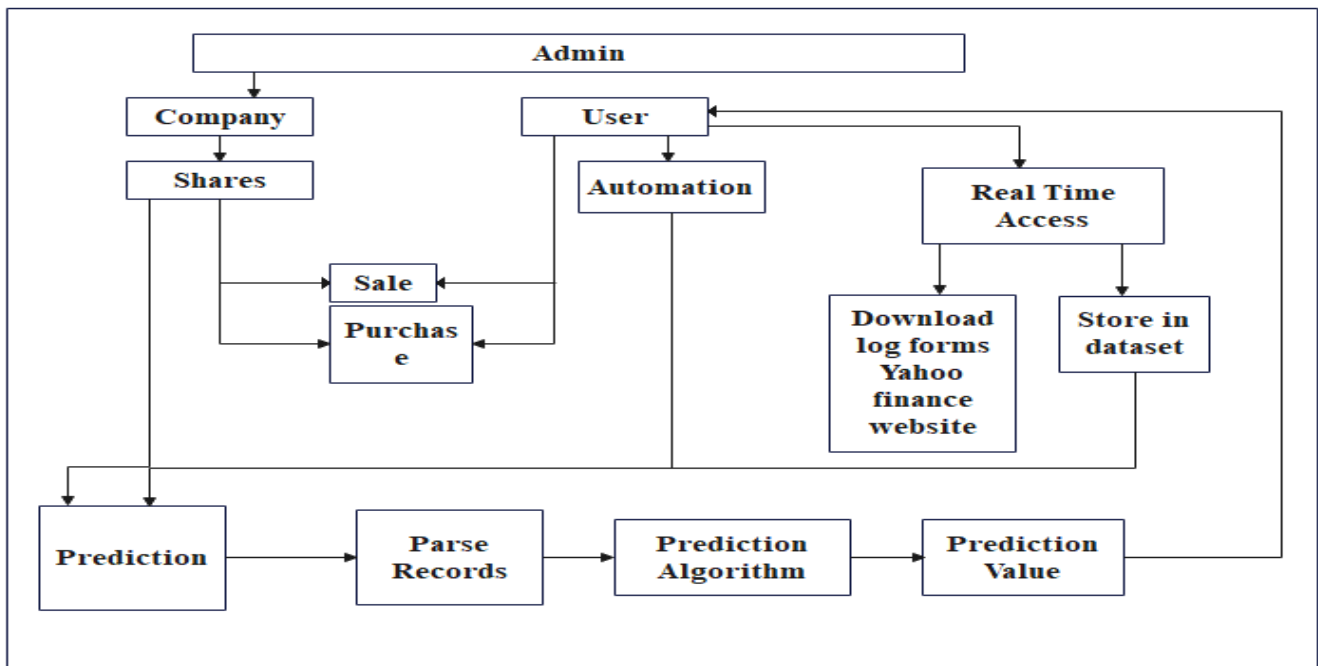 Admin
Company
User
Shares
Automation
Real Time
Access
Sale
Purchas
e
Download
log forms
Yahoo
finance
website
Store in
dataset
Prediction
Parse
Records
Prediction
Algorithm
Prediction
Value